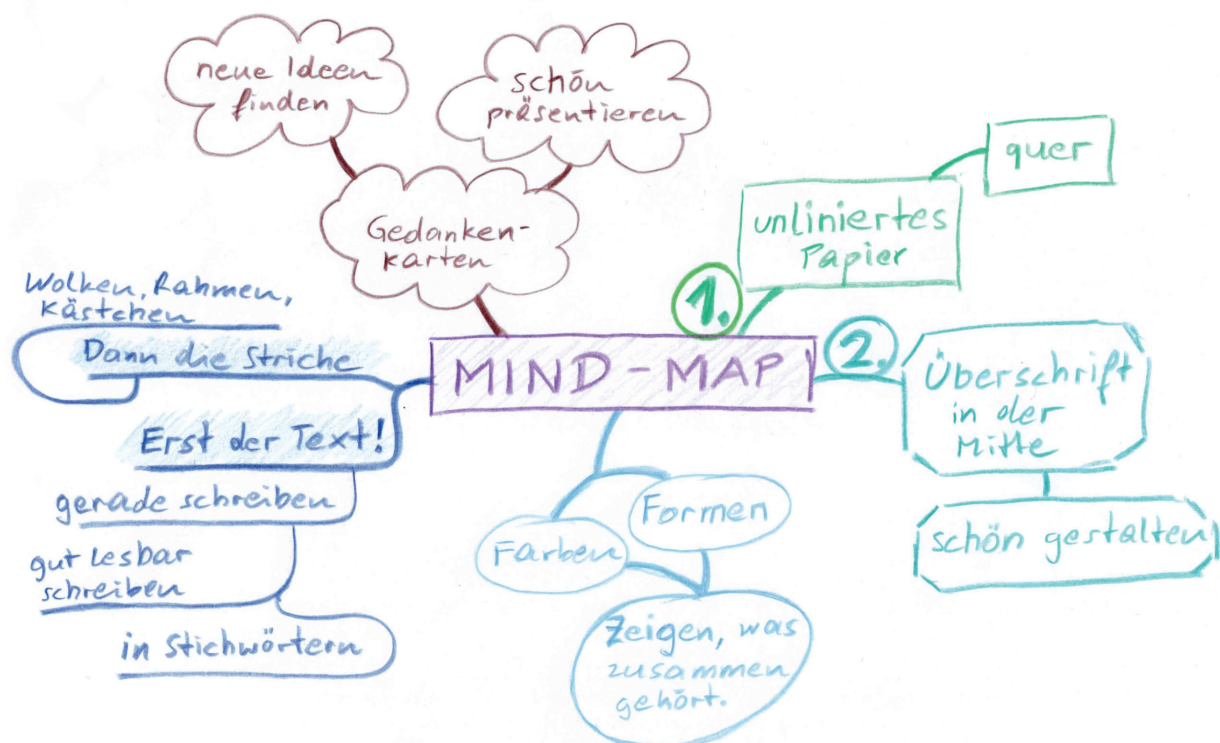 neue Ideen
finden
schön
präsentieren
Gedanken-
karten
quer
unliniertes
Papier
1.
MIND-MAP
2.
Überschrift
in der
Mitte
schön gestalten
Wolken, Rahmen,
Kästchen
Dann die Striche
Erst der Text!
gerade schreiben
gut lesbar
schreiben
in Stichwörtern
Formen
Farben
Zeigen, was
zusammen
gehört.